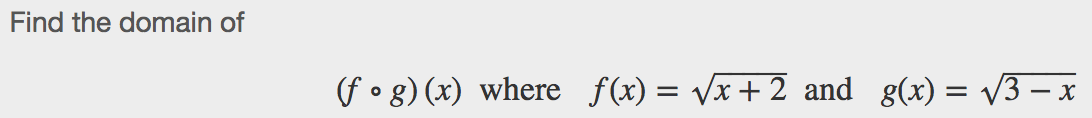 Find the domain of
(f ∘ g) (x) where f(x) = √x + 2 and g(x) = √3 − x